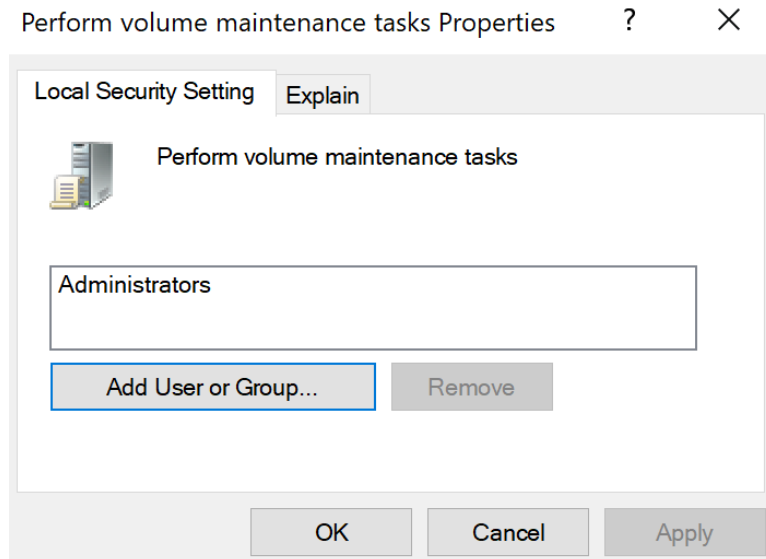 Perform volume maintenance tasks Properties ? ×
Local Security Setting Explain
Perform volume maintenance tasks
Administrators
Add User or Group... Remove
OK Cancel Apply